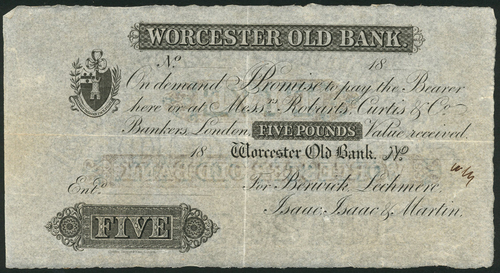 WORCESTER OLD BANK.
No. 18
On demand I Promise to pay the Bearer
here or at Messrs. Robarts, Curtis & Co.
Bankers London, FIVE POUNDS Value received
18 Worcester Old Bank. No.
Entd. For Berwick, Lechmere,
Isaac, Isaac & Martin.
FIVE